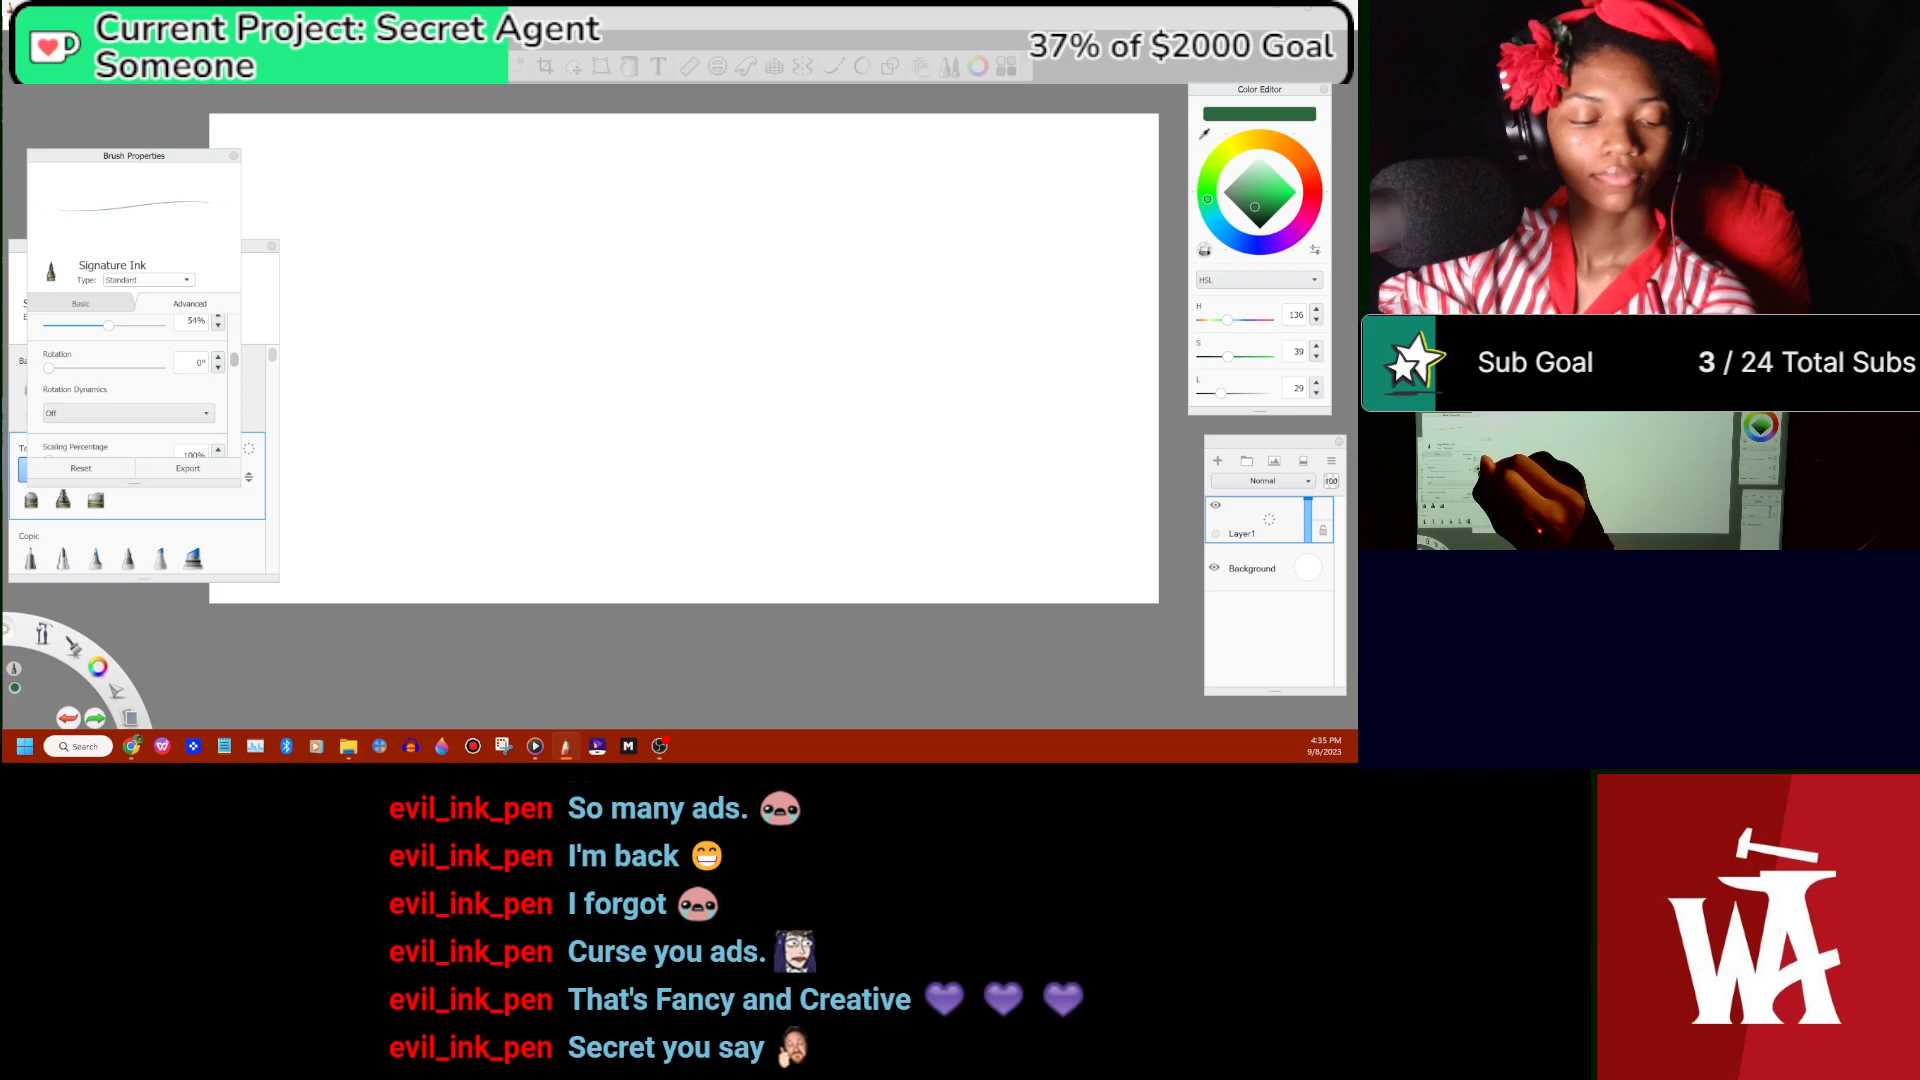 Current Project: Secret Agent
Someone
37% of $2000 Goal
T
Color Editor
Brush Properties
Signature Ink
Type: Standard
Basic
Advanced
54%
Rotation
0°
Rotation Dynamics
Off
Scaling Percentage
100%
Reset
Export
Copic
HSL
H
136
S
39
L
29
Normal
100
Layer1
Background
Sub Goal
3 / 24 Total Subs
Search
M
4:35 PM
9/8/2023
evil_ink_pen So many ads.
evil_ink_pen I'm back
evil_ink_pen I forgot
evil_ink_pen Curse you ads.
evil_ink_pen That's Fancy and Creative
evil_ink_pen Secret you say
WA